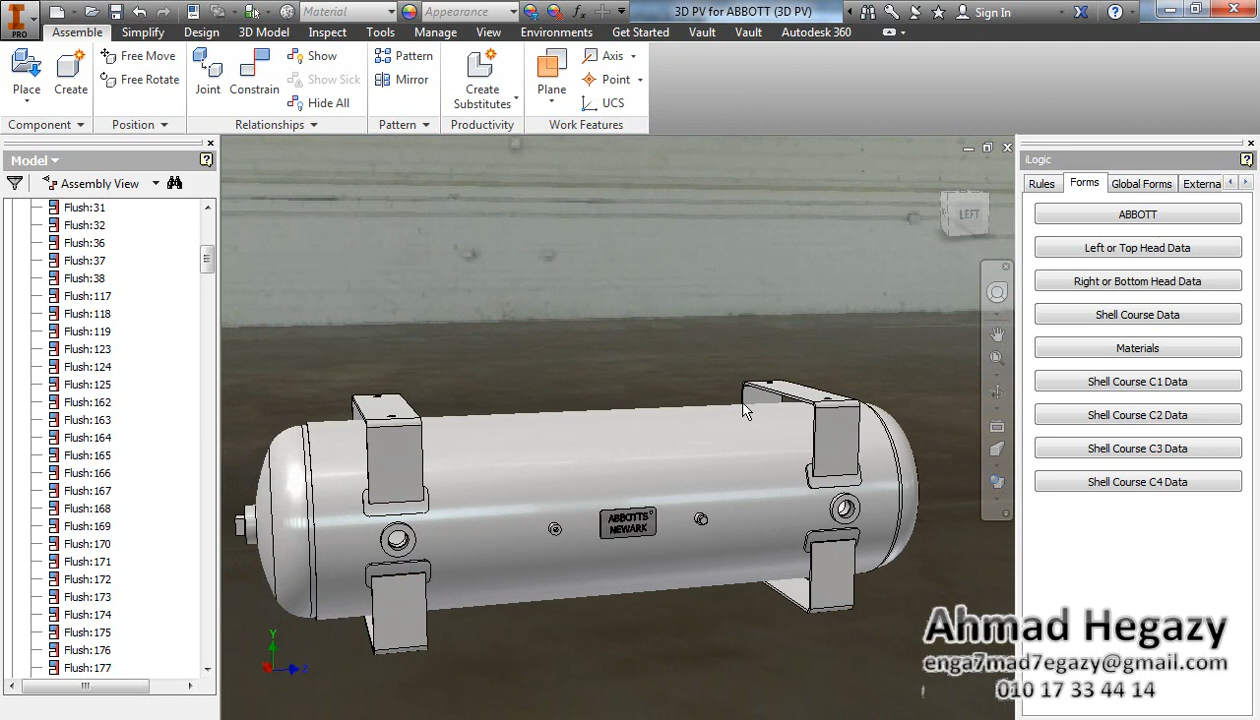 Material
Appearance
3D PV for ABBOTT (3D PV)
Sign In
PRO
Assemble
Simplify
Design
3D Model
Inspect
Tools
Manage
View
Environments
Get Started
Vault
Vault
Autodesk 360
Place
Create
Free Move
Free Rotate
Joint
Constrain
Show
Show Sick
Hide All
Pattern
Mirror
Create Substitutes
Plane
Axis
Point
UCS
Component
Position
Relationships
Pattern
Productivity
Work Features
Model
Assembly View
Flush:31
Flush:32
Flush:36
Flush:37
Flush:38
Flush:117
Flush:118
Flush:119
Flush:123
Flush:124
Flush:125
Flush:162
Flush:163
Flush:164
Flush:165
Flush:166
Flush:167
Flush:168
Flush:169
Flush:170
Flush:171
Flush:172
Flush:173
Flush:174
Flush:175
Flush:176
Flush:177
LEFT
ABBOTTS
NEWARK
Y
Z
iLogic
Rules
Forms
Global Forms
Externa
ABBOTT
Left or Top Head Data
Right or Bottom Head Data
Shell Course Data
Materials
Shell Course C1 Data
Shell Course C2 Data
Shell Course C3 Data
Shell Course C4 Data
Ahmad Hegazy
enga7mad7egazy@gmail.com
010 17 33 44 14